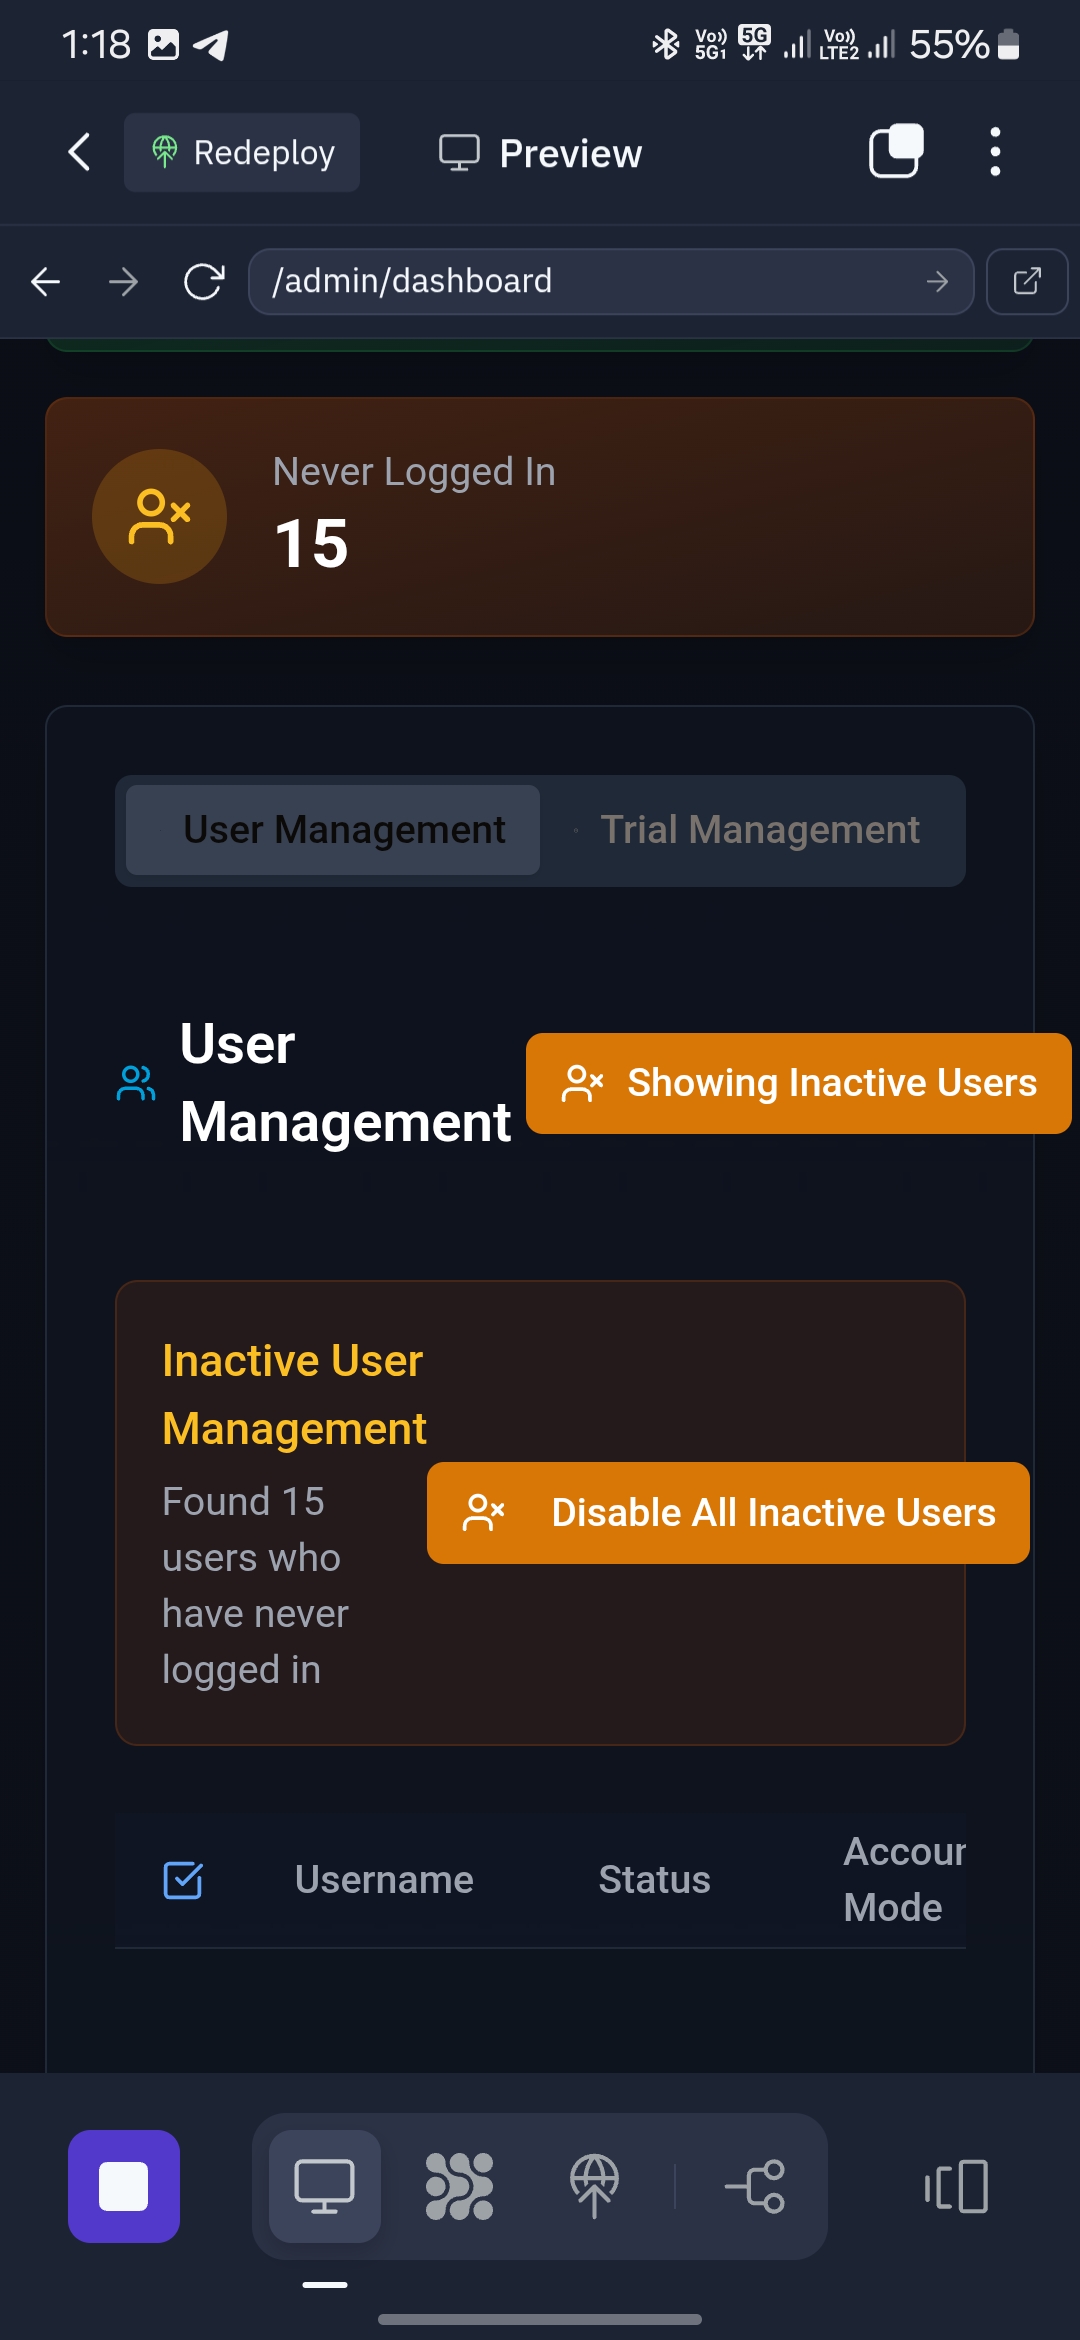 1:18
Vo)) 5G1 5G Vo)) LTE2 55%
Redeploy
Preview
/admin/dashboard
Never Logged In
15
User Management
Trial Management
User
Management
Showing Inactive Users
Inactive User
Management
Found 15
users who
have never
logged in
Disable All Inactive Users
Username
Status
Accoun
Mode